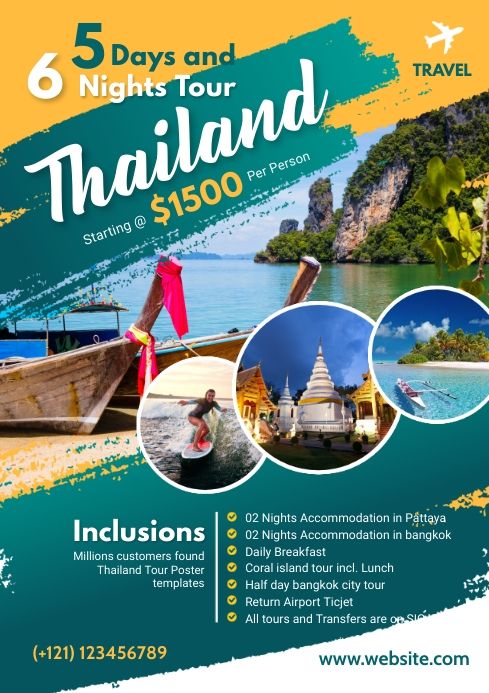 5 Days and
6 Nights Tour
TRAVEL
Thailand
Starting @ $1500 Per Person
Inclusions
Millions customers found
Thailand Tour Poster
templates
02 Nights Accommodation in Pattaya
02 Nights Accommodation in bangkok
Daily Breakfast
Coral island tour incl. Lunch
Half day bangkok city tour
Return Airport Ticjet
All tours and Transfers are on
(+121) 123456789
www.website.com